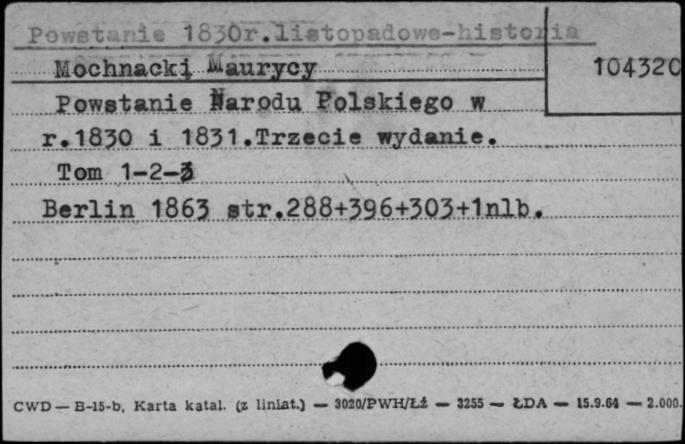 Powstanie 1830r.listopadowe-historia
Mochnacki Maurycy
104320
Powstanie Narodu Polskiego w
r.1830 i 1831.Trzecie wydanie.
Tom 1-2-3
Berlin 1863 str.288+396+303+1nlb.
CWD — B-15-b, Karta katal. (z liniat.) — 3020/PWH/Łź — 3255 — ŁDA — 15.9.64 — 2.000.